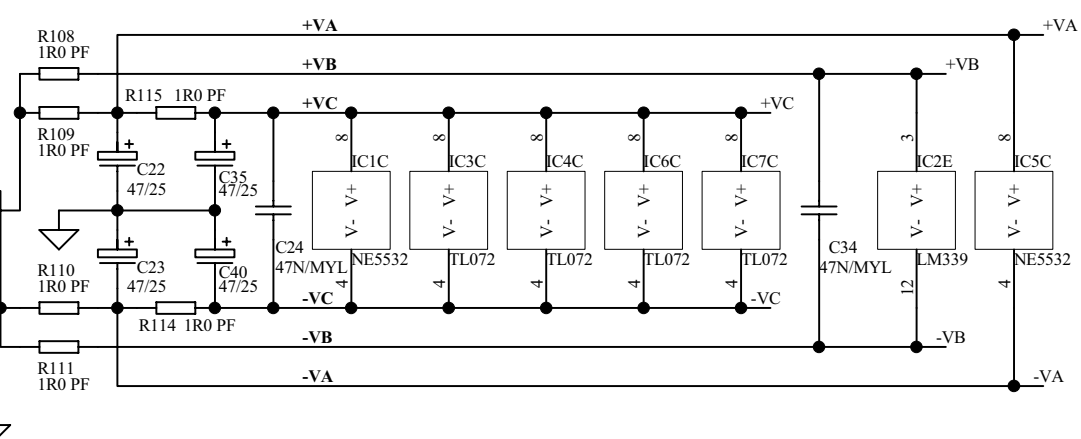 +VA
+VA
R108
1R0 PF
+VB
+VB
R115 1R0 PF
+VC
+VC
R109
1R0 PF
8
8
8
8
8
3
8
+
+
C22
47/25
C35
47/25
IC1C
IC3C
IC4C
IC6C
IC7C
IC2E
IC5C
V- V+
V- V+
V- V+
V- V+
V- V+
V- V+
V- V+
+
+
C23
47/25
C40
47/25
C24
47N/MYL
NE5532
TL072
TL072
TL072
TL072
C34
47N/MYL
LM339
NE5532
R110
1R0 PF
4
4
4
4
4
12
4
-VC
-VC
R114 1R0 PF
-VB
-VB
R111
1R0 PF
-VA
-VA